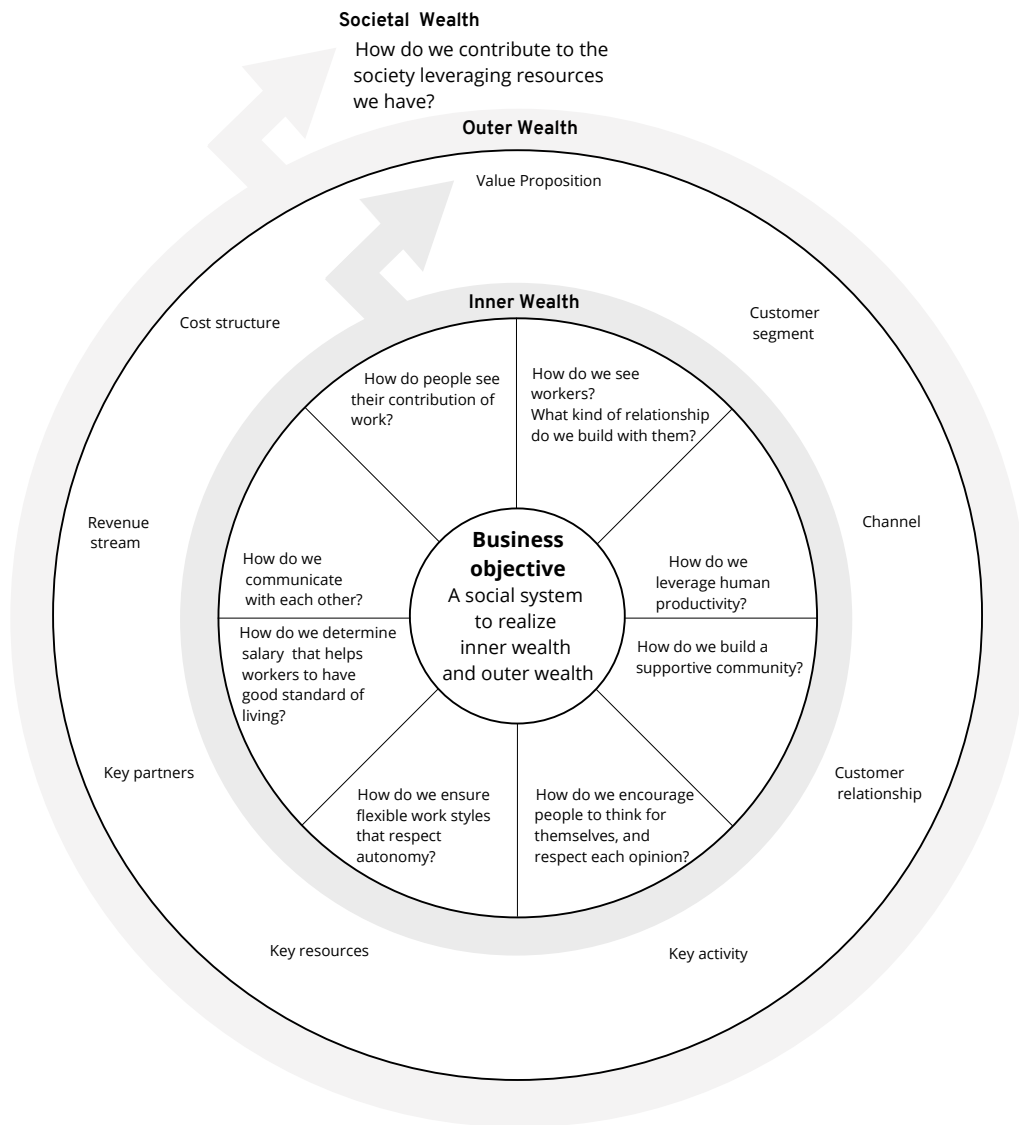 Societal Wealth
How do we contribute to the
society leveraging resources
we have?
Outer Wealth
Value Proposition
Customer
segment
Channel
Customer
relationship
Key activity
Key resources
Key partners
Revenue
stream
Cost structure
Inner Wealth
How do people see
their contribution of
work?
How do we see
workers?
What kind of relationship
do we build with them?
How do we
leverage human
productivity?
How do we build a
supportive community?
How do we encourage
people to think for
themselves, and
respect each opinion?
How do we ensure
flexible work styles
that respect
autonomy?
How do we determine
salary that helps
workers to have
good standard of
living?
How do we
communicate
with each other?
Business
objective
A social system
to realize
inner wealth
and outer wealth